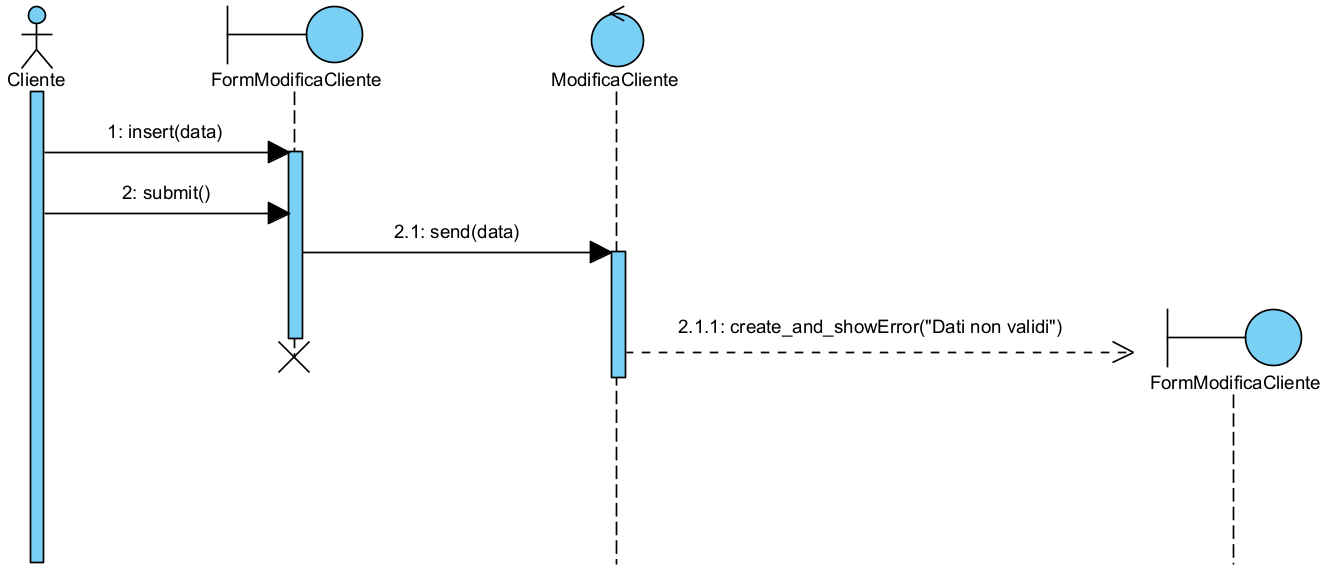 Cliente
FormModificaCliente
ModificaCliente
1: insert(data)
2: submit()
2.1: send(data)
2.1.1: create_and_showError("Dati non validi")
FormModificaCliente